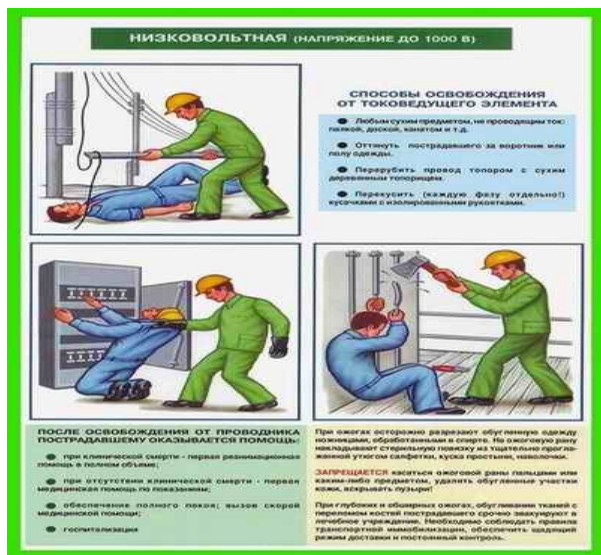 НИЗКОВОЛЬТНАЯ (НАПРЯЖЕНИЕ ДО 1000 В)
СПОСОБЫ ОСВОБОЖДЕНИЯ
ОТ ТОКОВЕДУЩЕГО ЭЛЕМЕНТА
● Любым сухим предметом, не проводящим ток:
палкой, доской, канатом и т.д.
● Оттянуть пострадавшего за воротник или
полу одежды.
● Перерубить провод топором с сухим
деревянным топорищем.
● Перекусить (каждую фазу отдельно!)
кусачками с изолированными рукоятками.
ПОСЛЕ ОСВОБОЖДЕНИЯ ОТ ПРОВОДНИКА
ПОСТРАДАВШЕМУ ОКАЗЫВАЕТСЯ ПОМОЩЬ:
● при клинической смерти - первая реанимационная
помощь в полном объеме;
● при отсутствии клинической смерти - первая
медицинская помощь по показаниям;
● обеспечение полного покоя; вызов скорой
медицинской помощи;
● госпитализация
При ожогах осторожно разрезают обугленную одежду
ножницами, обработанными в спирте. На ожоговую рану
накладывают стерильную повязку из тщательно прогла-
женной утюгом салфетки, куска простыни, наволочки.
ЗАПРЕЩАЕТСЯ касаться ожоговой раны пальцами или
каким-либо предметом, удалять обугленные участки
кожи, вскрывать пузыри!
При глубоких и обширных ожогах, обугливании тканей с
переломом костей пострадавшего срочно эвакуируют в
лечебное учреждение. Необходимо соблюдать правила
транспортной иммобилизации, обеспечить щадящий
режим доставки и постоянный контроль.